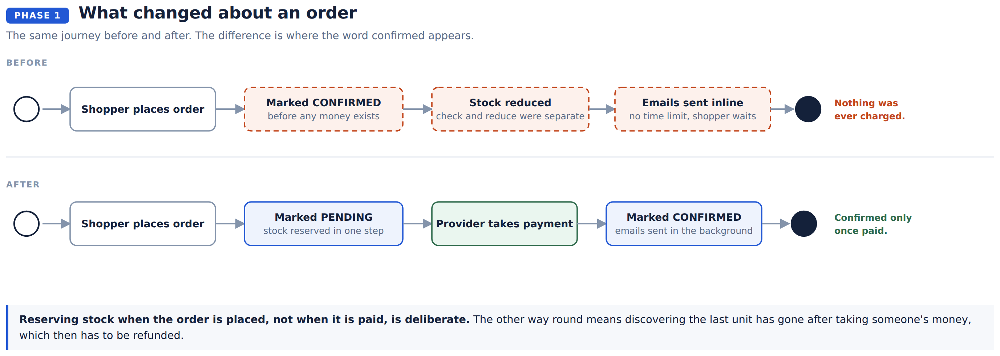 PHASE 1 What changed about an order
The same journey before and after. The difference is where the word confirmed appears.
BEFORE
Shopper places order
Marked CONFIRMED
before any money exists
Stock reduced
check and reduce were separate
Emails sent inline
no time limit, shopper waits
Nothing was
ever charged.
AFTER
Shopper places order
Marked PENDING
stock reserved in one step
Provider takes payment
Marked CONFIRMED
emails sent in the background
Confirmed only
once paid.
Reserving stock when the order is placed, not when it is paid, is deliberate. The other way round means discovering the last unit has gone after taking someone's money,
which then has to be refunded.